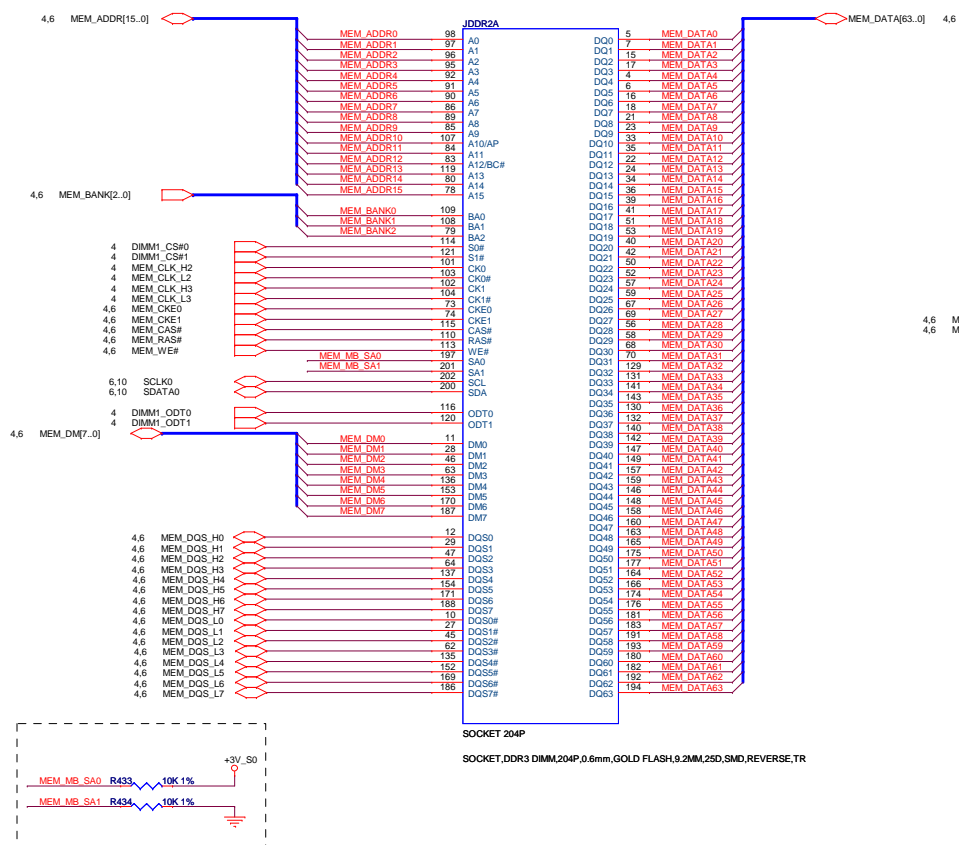 4,6 MEM_ADDR[15..0]
JDDR2A
MEM_ADDR0 98 A0
MEM_ADDR1 97 A1
MEM_ADDR2 96 A2
MEM_ADDR3 95 A3
MEM_ADDR4 92 A4
MEM_ADDR5 91 A5
MEM_ADDR6 90 A6
MEM_ADDR7 86 A7
MEM_ADDR8 89 A8
MEM_ADDR9 85 A9
MEM_ADDR10 107 A10/AP
MEM_ADDR11 84 A11
MEM_ADDR12 83 A12/BC#
MEM_ADDR13 119 A13
MEM_ADDR14 80 A14
MEM_ADDR15 78 A15
4,6 MEM_BANK[2..0]
MEM_BANK0 109 BA0
MEM_BANK1 108 BA1
MEM_BANK2 79 BA2
4 DIMM1_CS#0 114 S0#
4 DIMM1_CS#1 121 S1#
4 MEM_CLK_H2 101 CK0
4 MEM_CLK_L2 103 CK0#
4 MEM_CLK_H3 102 CK1
4 MEM_CLK_L3 104 CK1#
4,6 MEM_CKE0 73 CKE0
4,6 MEM_CKE1 74 CKE1
4,6 MEM_CAS# 115 CAS#
4,6 MEM_RAS# 110 RAS#
4,6 MEM_WE# 113 WE#
MEM_MB_SA0 197 SA0
MEM_MB_SA1 201 SA1
6,10 SCLK0 202 SCL
6,10 SDATA0 200 SDA
4 DIMM1_ODT0 116 ODT0
4 DIMM1_ODT1 120 ODT1
4,6 MEM_DM[7..0]
MEM_DM0 11 DM0
MEM_DM1 28 DM1
MEM_DM2 46 DM2
MEM_DM3 63 DM3
MEM_DM4 136 DM4
MEM_DM5 153 DM5
MEM_DM6 170 DM6
MEM_DM7 187 DM7
4,6 MEM_DQS_H0 12 DQS0
4,6 MEM_DQS_H1 29 DQS1
4,6 MEM_DQS_H2 47 DQS2
4,6 MEM_DQS_H3 64 DQS3
4,6 MEM_DQS_H4 137 DQS4
4,6 MEM_DQS_H5 154 DQS5
4,6 MEM_DQS_H6 171 DQS6
4,6 MEM_DQS_H7 188 DQS7
4,6 MEM_DQS_L0 10 DQS0#
4,6 MEM_DQS_L1 27 DQS1#
4,6 MEM_DQS_L2 45 DQS2#
4,6 MEM_DQS_L3 62 DQS3#
4,6 MEM_DQS_L4 135 DQS4#
4,6 MEM_DQS_L5 152 DQS5#
4,6 MEM_DQS_L6 169 DQS6#
4,6 MEM_DQS_L7 186 DQS7#
MEM_DATA[63..0] 4,6
DQ0 5 MEM_DATA0
DQ1 7 MEM_DATA1
DQ2 15 MEM_DATA2
DQ3 17 MEM_DATA3
DQ4 4 MEM_DATA4
DQ5 6 MEM_DATA5
DQ6 16 MEM_DATA6
DQ7 18 MEM_DATA7
DQ8 21 MEM_DATA8
DQ9 23 MEM_DATA9
DQ10 33 MEM_DATA10
DQ11 35 MEM_DATA11
DQ12 22 MEM_DATA12
DQ13 24 MEM_DATA13
DQ14 34 MEM_DATA14
DQ15 36 MEM_DATA15
DQ16 39 MEM_DATA16
DQ17 41 MEM_DATA17
DQ18 51 MEM_DATA18
DQ19 53 MEM_DATA19
DQ20 40 MEM_DATA20
DQ21 42 MEM_DATA21
DQ22 50 MEM_DATA22
DQ23 52 MEM_DATA23
DQ24 57 MEM_DATA24
DQ25 59 MEM_DATA25
DQ26 67 MEM_DATA26
DQ27 69 MEM_DATA27
DQ28 56 MEM_DATA28
DQ29 58 MEM_DATA29
DQ30 68 MEM_DATA30
DQ31 70 MEM_DATA31
DQ32 129 MEM_DATA32
DQ33 131 MEM_DATA33
DQ34 141 MEM_DATA34
DQ35 143 MEM_DATA35
DQ36 130 MEM_DATA36
DQ37 132 MEM_DATA37
DQ38 140 MEM_DATA38
DQ39 142 MEM_DATA39
DQ40 147 MEM_DATA40
DQ41 149 MEM_DATA41
DQ42 157 MEM_DATA42
DQ43 159 MEM_DATA43
DQ44 146 MEM_DATA44
DQ45 148 MEM_DATA45
DQ46 158 MEM_DATA46
DQ47 160 MEM_DATA47
DQ48 163 MEM_DATA48
DQ49 165 MEM_DATA49
DQ50 175 MEM_DATA50
DQ51 177 MEM_DATA51
DQ52 164 MEM_DATA52
DQ53 166 MEM_DATA53
DQ54 174 MEM_DATA54
DQ55 176 MEM_DATA55
DQ56 181 MEM_DATA56
DQ57 183 MEM_DATA57
DQ58 191 MEM_DATA58
DQ59 193 MEM_DATA59
DQ60 180 MEM_DATA60
DQ61 182 MEM_DATA61
DQ62 192 MEM_DATA62
DQ63 194 MEM_DATA63
4,6
4,6 M
4,6 M
SOCKET 204P
SOCKET,DDR3 DIMM,204P,0.6mm,GOLD FLASH,9.2MM,25D,SMD,REVERSE,TR
+3V_S0
MEM_MB_SA0 R433 10K 1%
MEM_MB_SA1 R434 10K 1%